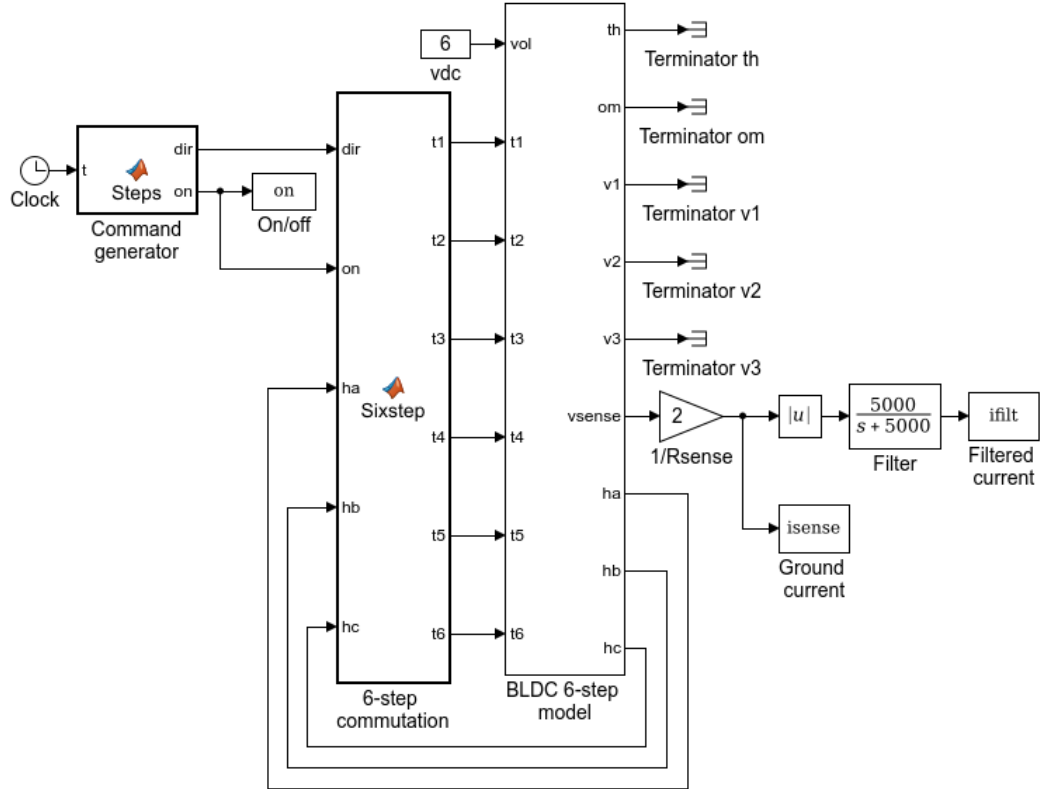 Clock
t
Steps
dir
on
Command
generator
on
On/off
6
vdc
dir
on
ha
hb
hc
Sixstep
t1
t2
t3
t4
t5
t6
6-step
commutation
vol
t1
t2
t3
t4
t5
t6
th
om
v1
v2
v3
vsense
ha
hb
hc
BLDC 6-step
model
Terminator th
Terminator om
Terminator v1
Terminator v2
Terminator v3
2
1/Rsense
|u|
5000
s + 5000
Filter
ifilt
Filtered
current
isense
Ground
current